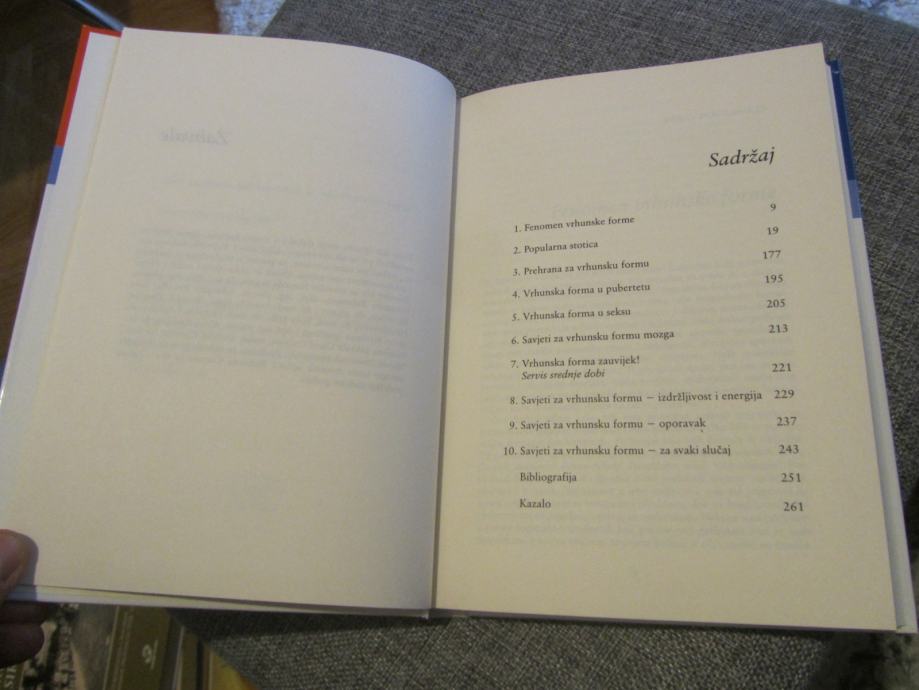 Zahvale
Sadržaj
1. Fenomen vrhunske forme 9
2. Popularna stotica 19
3. Prehrana za vrhunsku formu 177
4. Vrhunska forma u pubertetu 195
5. Vrhunska forma u seksu 205
6. Savjeti za vrhunsku formu mozga 213
7. Vrhunska forma zauvijek! 221
Servis srednje dobi
8. Savjeti za vrhunsku formu – izdržljivost i energija 229
9. Savjeti za vrhunsku formu – oporavak 237
10. Savjeti za vrhunsku formu – za svaki slučaj 243
Bibliografija 251
Kazalo 261